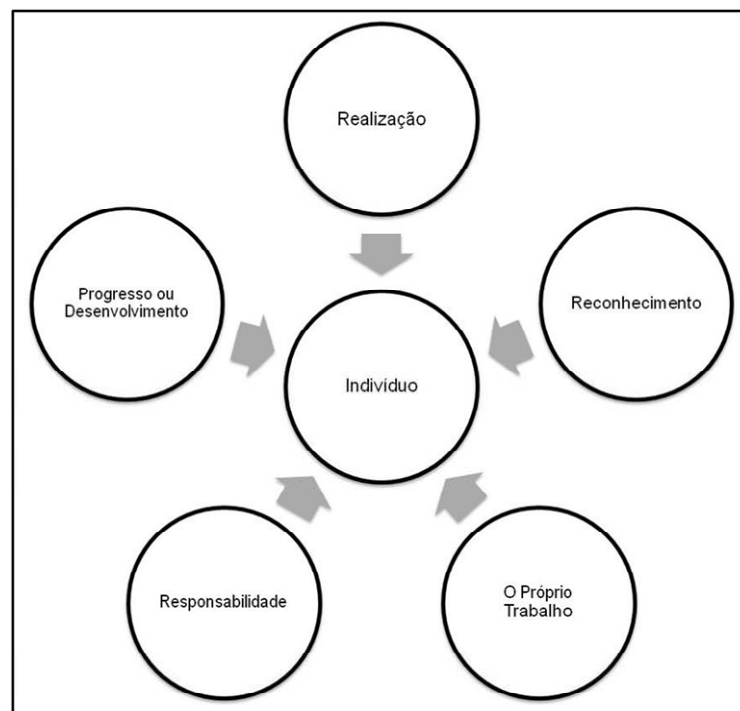 Realização
Progresso ou
Desenvolvimento
Reconhecimento
Indivíduo
Responsabilidade
O Próprio
Trabalho